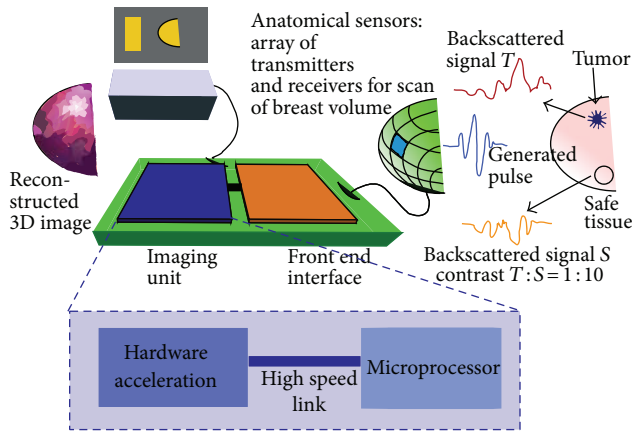 Anatomical sensors:
array of
transmitters
and receivers for scan
of breast volume
Backscattered
signal T
Tumor
Generated
pulse
Safe
tissue
Recon-
structed
3D image
Imaging
unit
Front end
interface
Backscattered signal S
contrast T : S = 1 : 10
Hardware
acceleration
High speed
link
Microprocessor